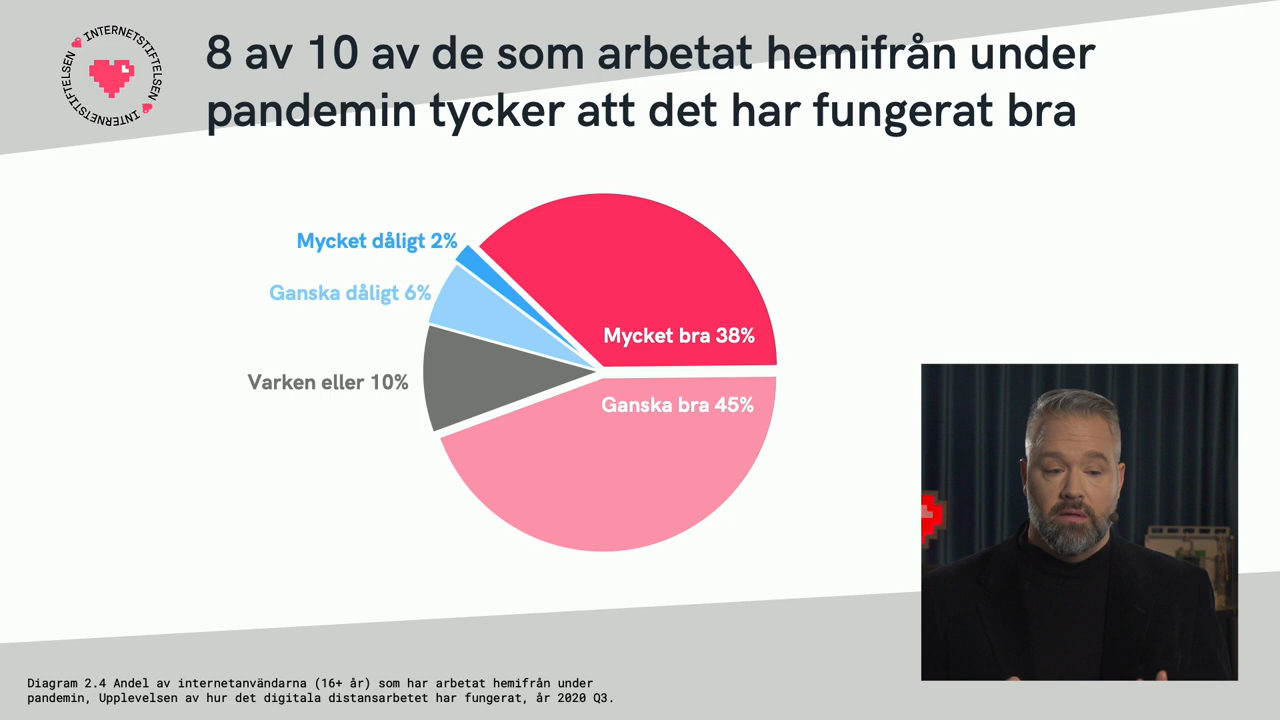 INTERNETSTIFTELSEN INTERNETSTIFTELSEN
8 av 10 av de som arbetat hemifrån under
pandemin tycker att det har fungerat bra
Mycket dåligt 2%
Ganska dåligt 6%
Mycket bra 38%
Varken eller 10%
Ganska bra 45%
Diagram 2.4 Andel av internetanvändarna (16+ år) som har arbetat hemifrån under
pandemin, Upplevelsen av hur det digitala distansarbetet har fungerat, år 2020 Q3.